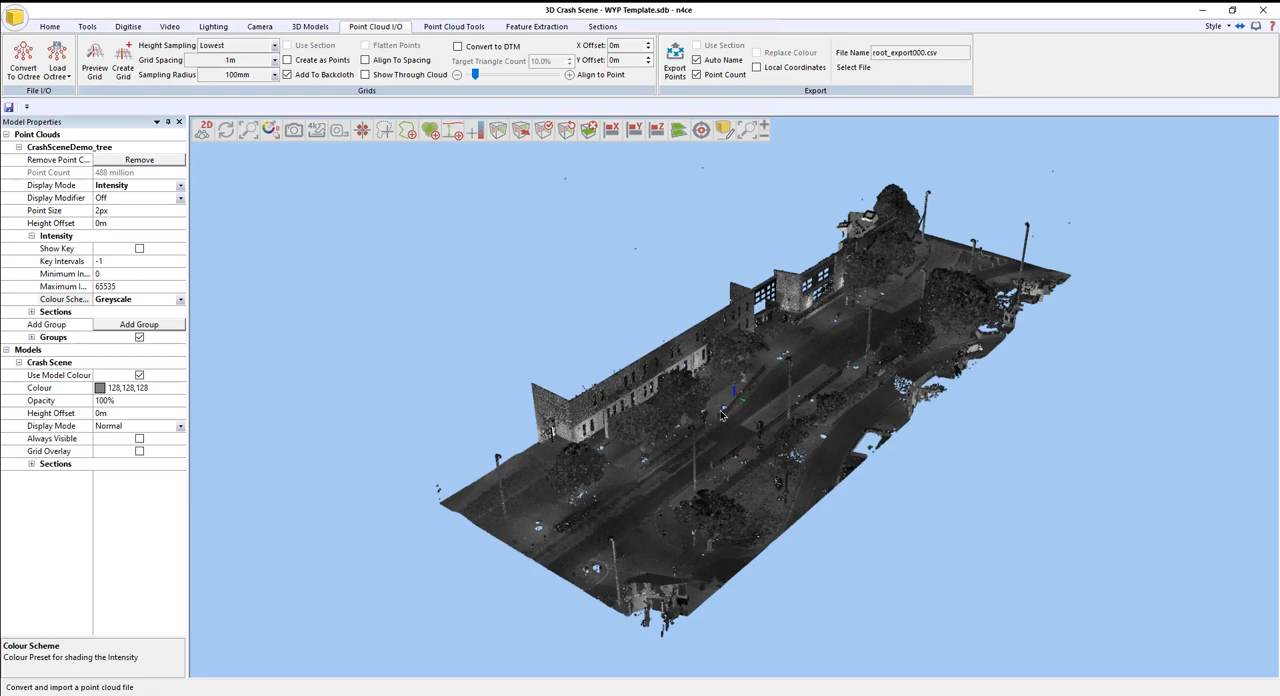 3D Crash Scene - WYP Template.sdb - n4ce
Home Tools Digitise Video Lighting Camera 3D Models Point Cloud I/O Point Cloud Tools Feature Extraction Sections Style
Convert To Octree
Load Octree
File I/O
Preview Grid
Create Grid
Height Sampling Lowest
Grid Spacing 1m
Sampling Radius 100mm
Use Section
Create as Points
Add To Backcloth
Flatten Points
Align To Spacing
Show Through Cloud
Convert to DTM
Target Triangle Count 10.0%
X Offset: 0m
Y Offset: 0m
Align to Point
Grids
Export Points
Use Section
Auto Name
Point Count
Replace Colour
Local Coordinates
File Name root_export000.csv
Select File
Export
Model Properties
Point Clouds
CrashSceneDemo_tree
Remove Point C... Remove
Point Count 488 million
Display Mode Intensity
Display Modifier Off
Point Size 2px
Height Offset 0m
Intensity
Show Key
Key Intervals -1
Minimum In... 0
Maximum I... 65535
Colour Sche... Greyscale
Sections
Add Group Add Group
Groups
Models
Crash Scene
Use Model Colour
Colour 128,128,128
Opacity 100%
Height Offset 0m
Display Mode Normal
Always Visible
Grid Overlay
Sections
Colour Scheme
Colour Preset for shading the Intensity
Convert and import a point cloud file
2D
4k
X
Y
Z